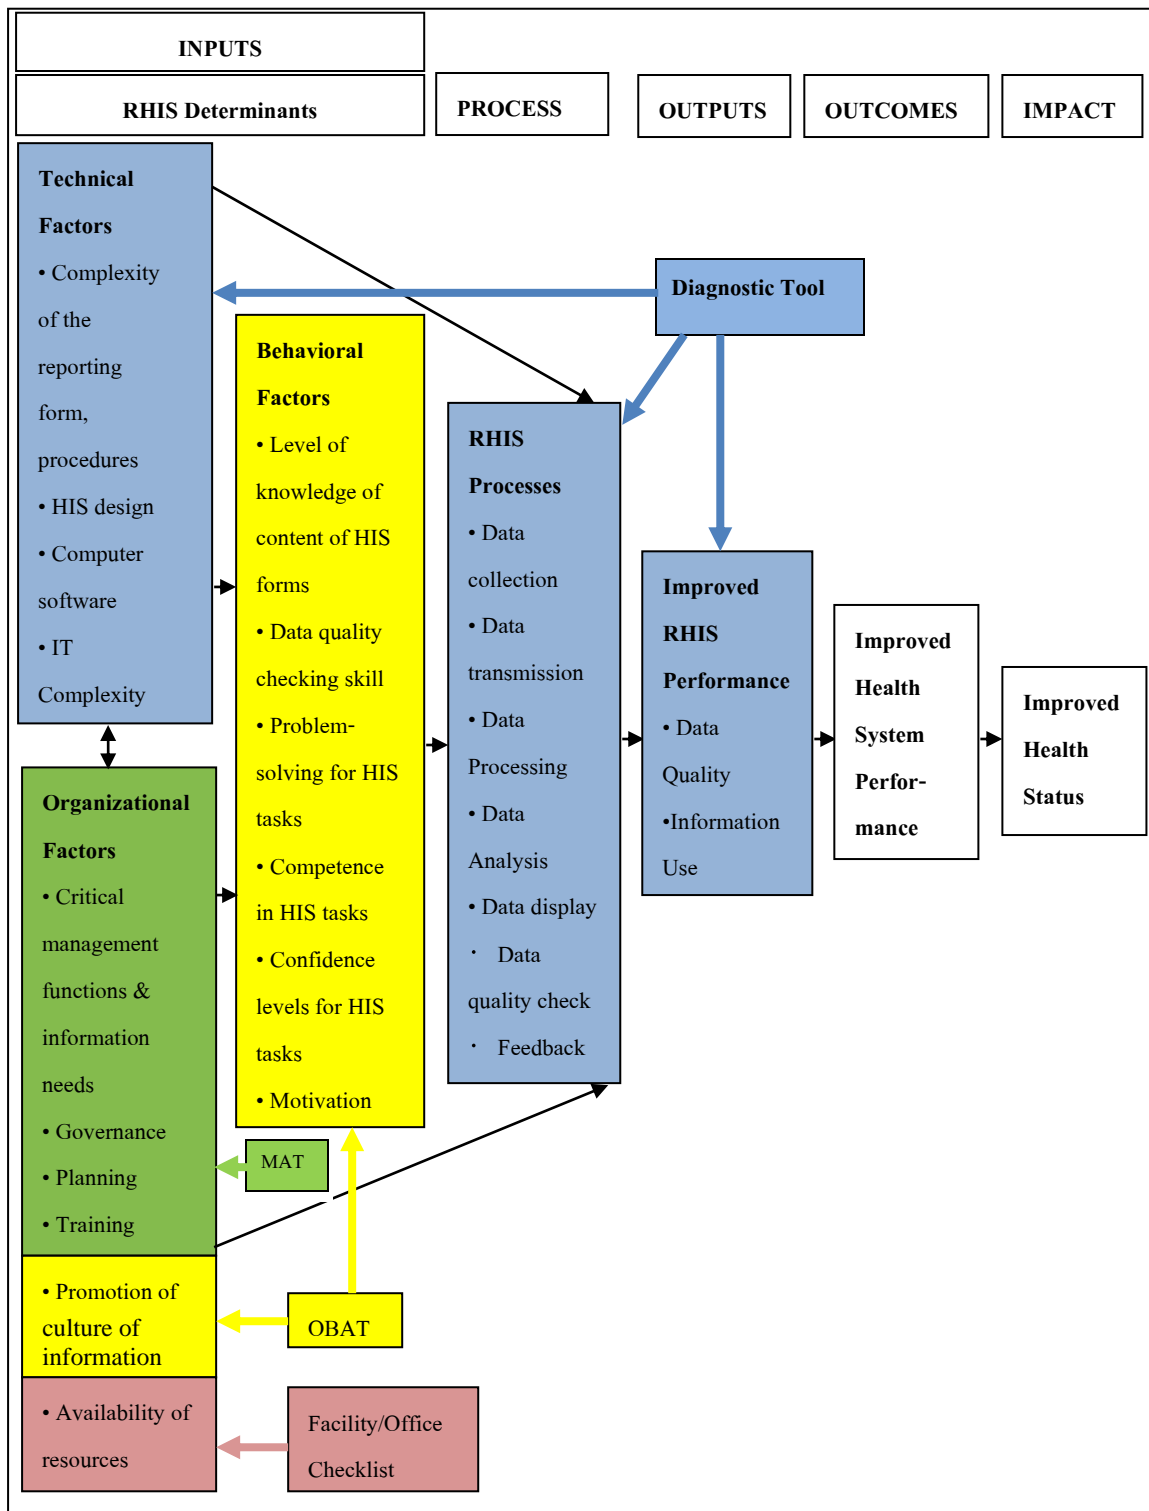 INPUTS
RHIS Determinants
PROCESS
OUTPUTS
OUTCOMES
IMPACT
Technical
Factors
• Complexity
of the
reporting
form,
procedures
• HIS design
• Computer
software
• IT
Complexity
Diagnostic Tool
Behavioral
Factors
• Level of
knowledge of
content of HIS
forms
• Data quality
checking skill
• Problem-
solving for HIS
tasks
• Competence
in HIS tasks
• Confidence
levels for HIS
tasks
• Motivation
RHIS
Processes
• Data
collection
• Data
transmission
• Data
Processing
• Data
Analysis
• Data display
· Data
quality check
· Feedback
Improved
RHIS
Performance
• Data
Quality
•Information
Use
Improved
Health
System
Perfor-
mance
Improved
Health
Status
Organizational
Factors
• Critical
management
functions &
information
needs
• Governance
• Planning
• Training
MAT
• Promotion of
culture of
information
OBAT
• Availability of
resources
Facility/Office
Checklist